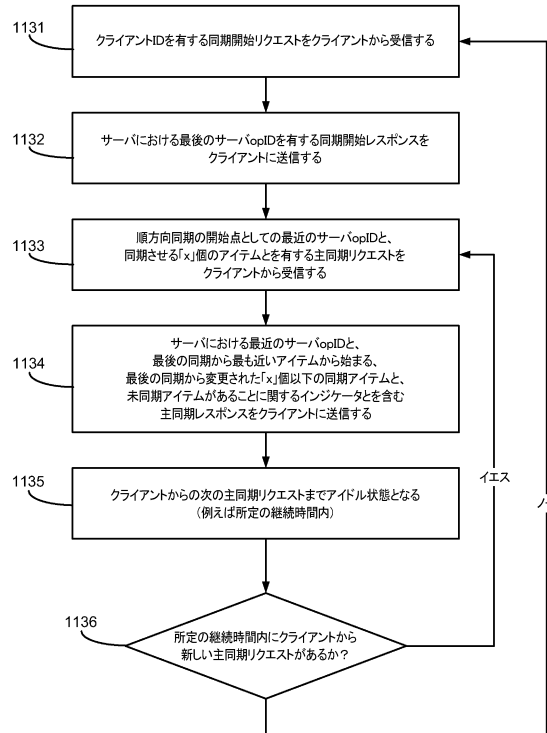 1131
クライアントIDを有する同期開始リクエストをクライアントから受信する
1132
サーバにおける最後のサーバopIDを有する同期開始レスポンスを
クライアントに送信する
1133
順方向同期の開始点としての最近のサーバopIDと、
同期させる「x」個のアイテムとを有する主同期リクエストを
クライアントから受信する
1134
サーバにおける最近のサーバopIDと、
最後の同期から最も近いアイテムから始まる、
最後の同期から変更された「x」個以下の同期アイテムと、
未同期アイテムがあることに関するインジケータとを含む
主同期レスポンスをクライアントに送信する
1135
クライアントからの次の主同期リクエストまでアイドル状態となる
(例えば所定の継続時間内)
イエス
1136
所定の継続時間内にクライアントから
新しい主同期リクエストがあるか？